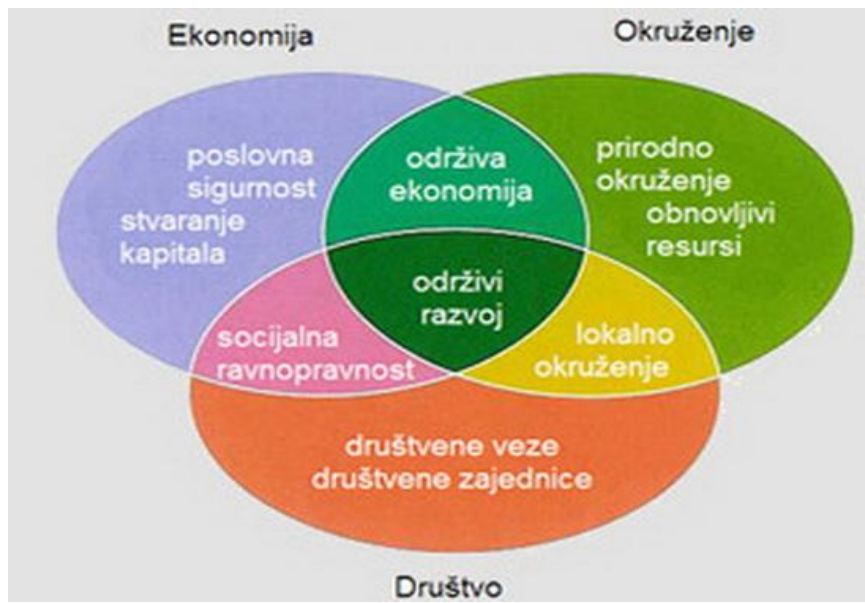 Ekonomija
Okruženje
poslovna
sigurnost
stvaranje
kapitala
održiva
ekonomija
prirodno
okruženje
obnovljivi
resursi
održivi
razvoj
socijalna
ravnopravnost
lokalno
okruženje
društvene veze
društvene zajednice
Društvo